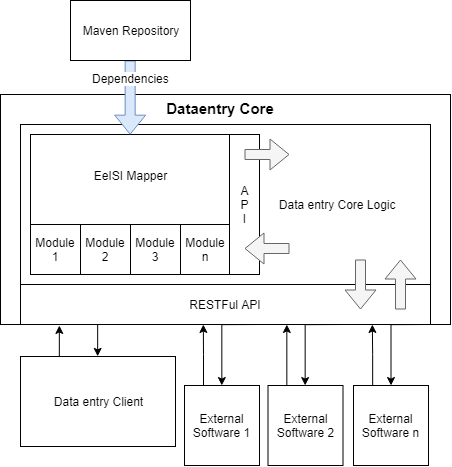 Maven Repository
Dependencies
Dataentry Core
EeISI Mapper
A
P
I
Data entry Core Logic
Module
1
Module
2
Module
3
Module
n
RESTFul API
Data entry Client
External
Software 1
External
Software 2
External
Software n